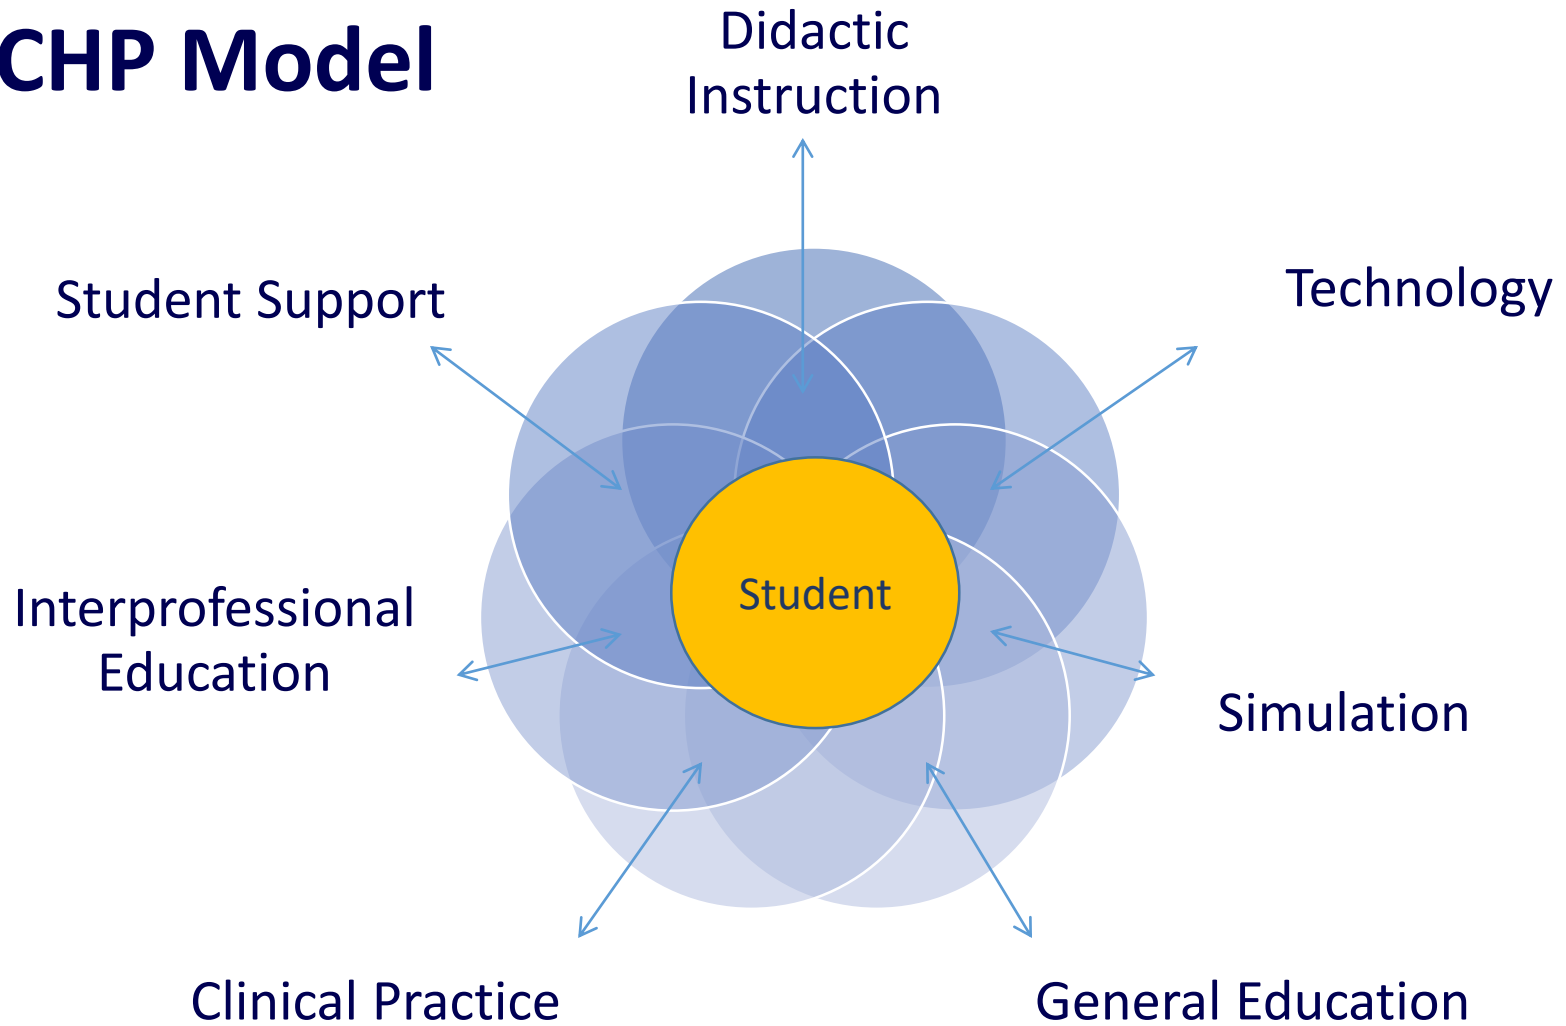 CHP Model
Didactic
Instruction
Student Support
Technology
Interprofessional
Education
Student
Simulation
Clinical Practice
General Education